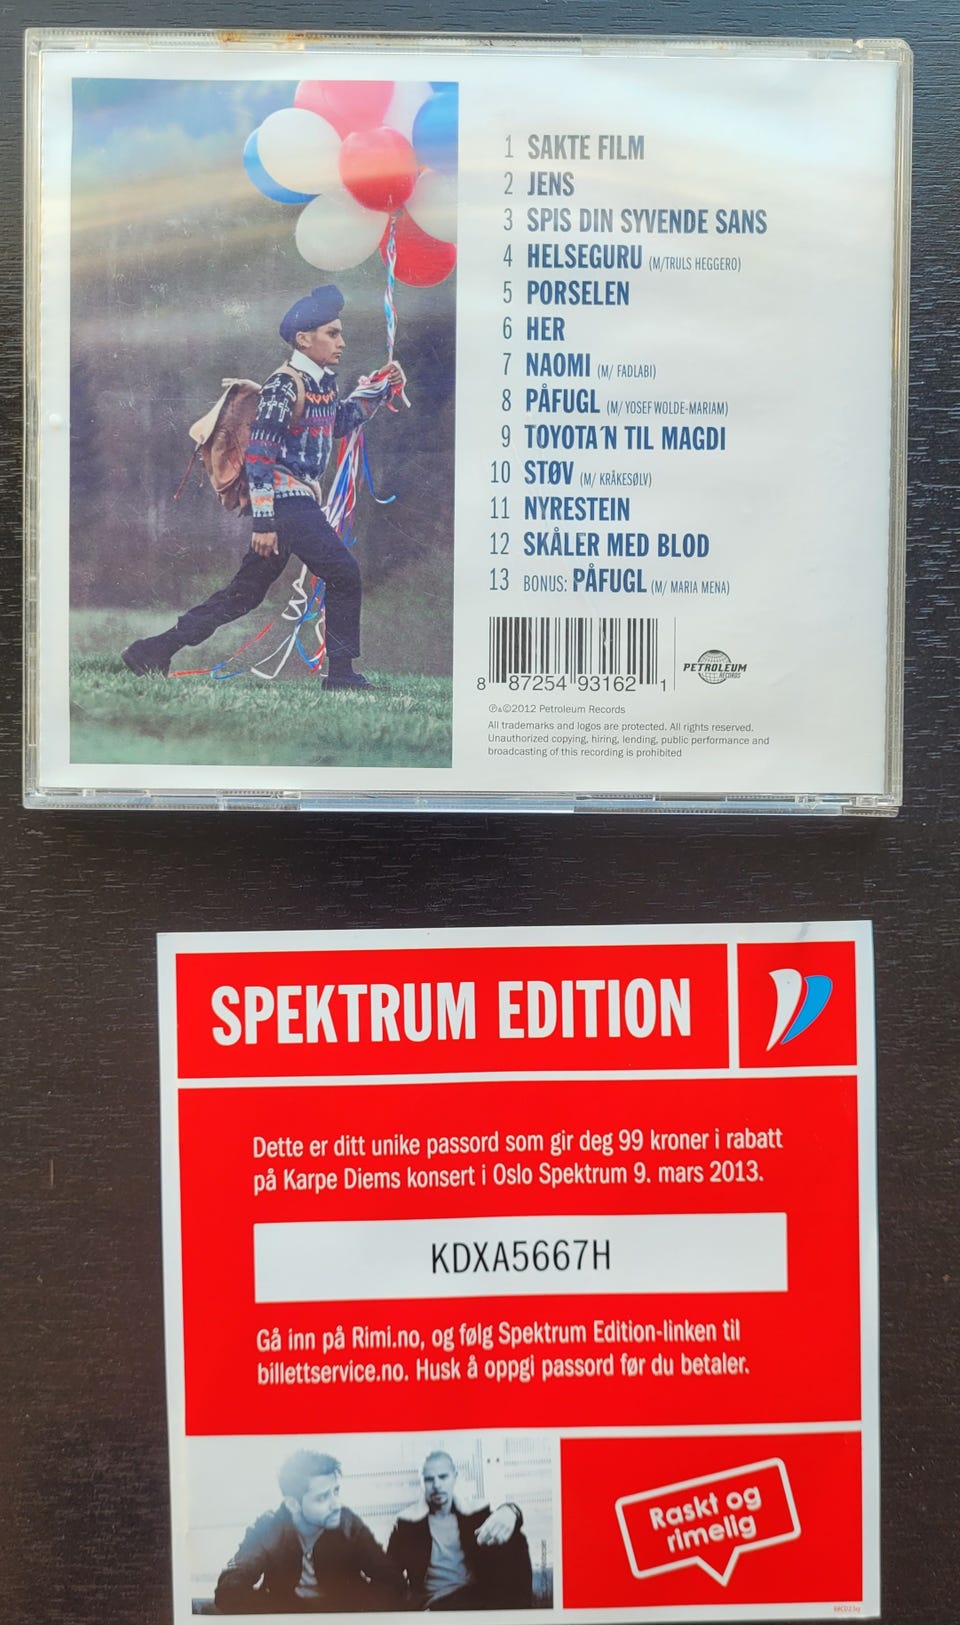 1 SAKTE FILM
2 JENS
3 SPIS DIN SYVENDE SANS
4 HELSEGURU (M/TRULS HEGGERO)
5 PORSELEN
6 HER
7 NAOMI (M/ FADLABI)
8 PÅFUGL (M/ YOSEF WOLDE-MARIAM)
9 TOYOTA´N TIL MAGDI
10 STØV (M/ KRÅKESØLV)
11 NYRESTEIN
12 SKÅLER MED BLOD
13 BONUS: PÅFUGL (M/ MARIA MENA)
8 87254 93162 1
PETROLEUM
RECORDS
℗&©2012 Petroleum Records
All trademarks and logos are protected. All rights reserved.
Unauthorized copying, hiring, lending, public performance and
broadcasting of this recording is prohibited
SPEKTRUM EDITION
Dette er ditt unike passord som gir deg 99 kroner i rabatt
på Karpe Diems konsert i Oslo Spektrum 9. mars 2013.
KDXA5667H
Gå inn på Rimi.no, og følg Spektrum Edition-linken til
billettservice.no. Husk å oppgi passord før du betaler.
Raskt og
rimelig